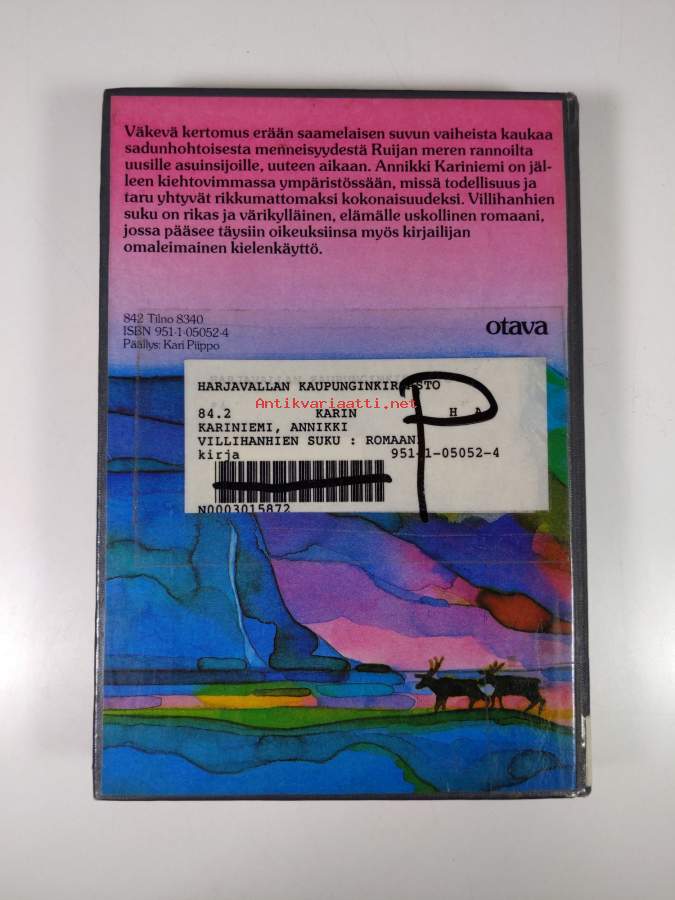 Väkevä kertomus erään saamelaisen suvun vaiheista kaukaa
sadunhohtoisesta menneisyydestä Ruijan meren rannoilta
uusille asuinsijoille, uuteen aikaan. Annikki Kariniemi on jäl-
leen kiehtovimmassa ympäristössään, missä todellisuus ja
taru yhtyvät rikkumattomaksi kokonaisuudeksi. Villihanhien
suku on rikas ja värikylläinen, elämälle uskollinen romaani,
jossa pääsee täysiin oikeuksiinsa myös kirjailijan
omaleimainen kielenkäyttö.
842 Tilno 8340
ISBN 951-1-05052-4
Päällys: Kari Piippo
otava
HARJAVALLAN KAUPUNGINKIRJASTO
Antikvariaatti.net
84.2 KARIN H A
KARINIEMI, ANNIKKI
VILLIHANHIEN SUKU : ROMAANI
kirja 951-1-05052-4
P
N0003015872